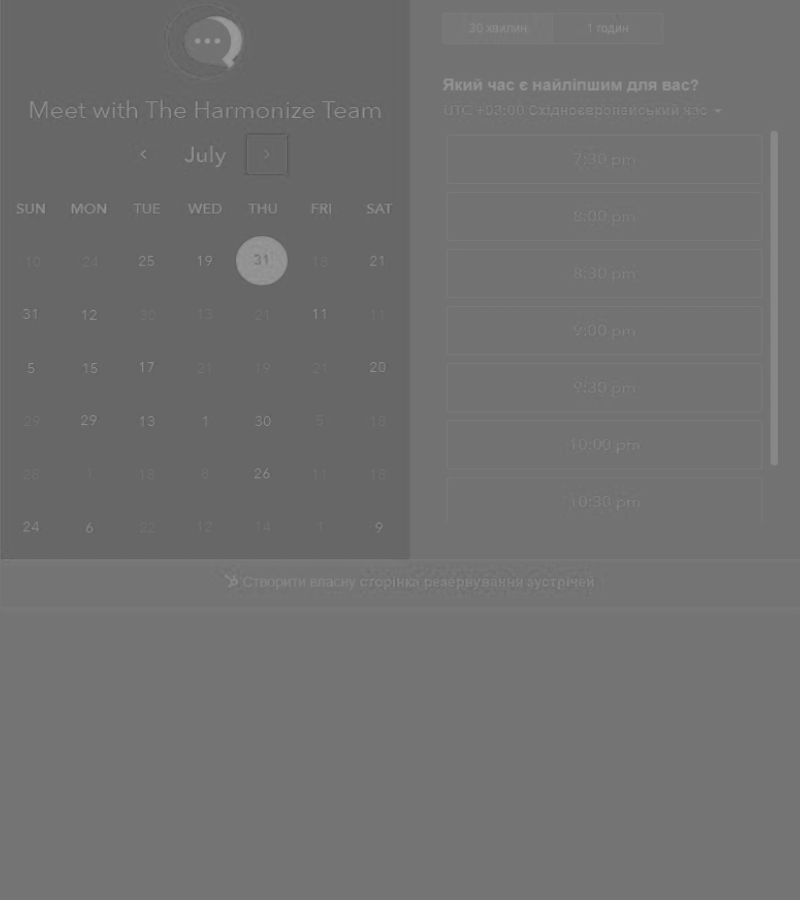 30 хвилин 1 годин
Який час є найліпшим для вас?
UTC +03:00 Східноєвропейський час
Meet with The Harmonize Team
July
SUN MON TUE WED THU FRI SAT
10 24 25 19 31 18 21
31 12 30 13 21 11 11
5 15 17 21 19 21 20
29 29 13 1 30 5 18
28 1 18 8 26 11 18
24 6 22 12 14 1 9
7:30 pm
8:00 pm
8:30 pm
9:00 pm
9:30 pm
10:00 pm
10:30 pm
Створити власну сторінку резервування зустрічей